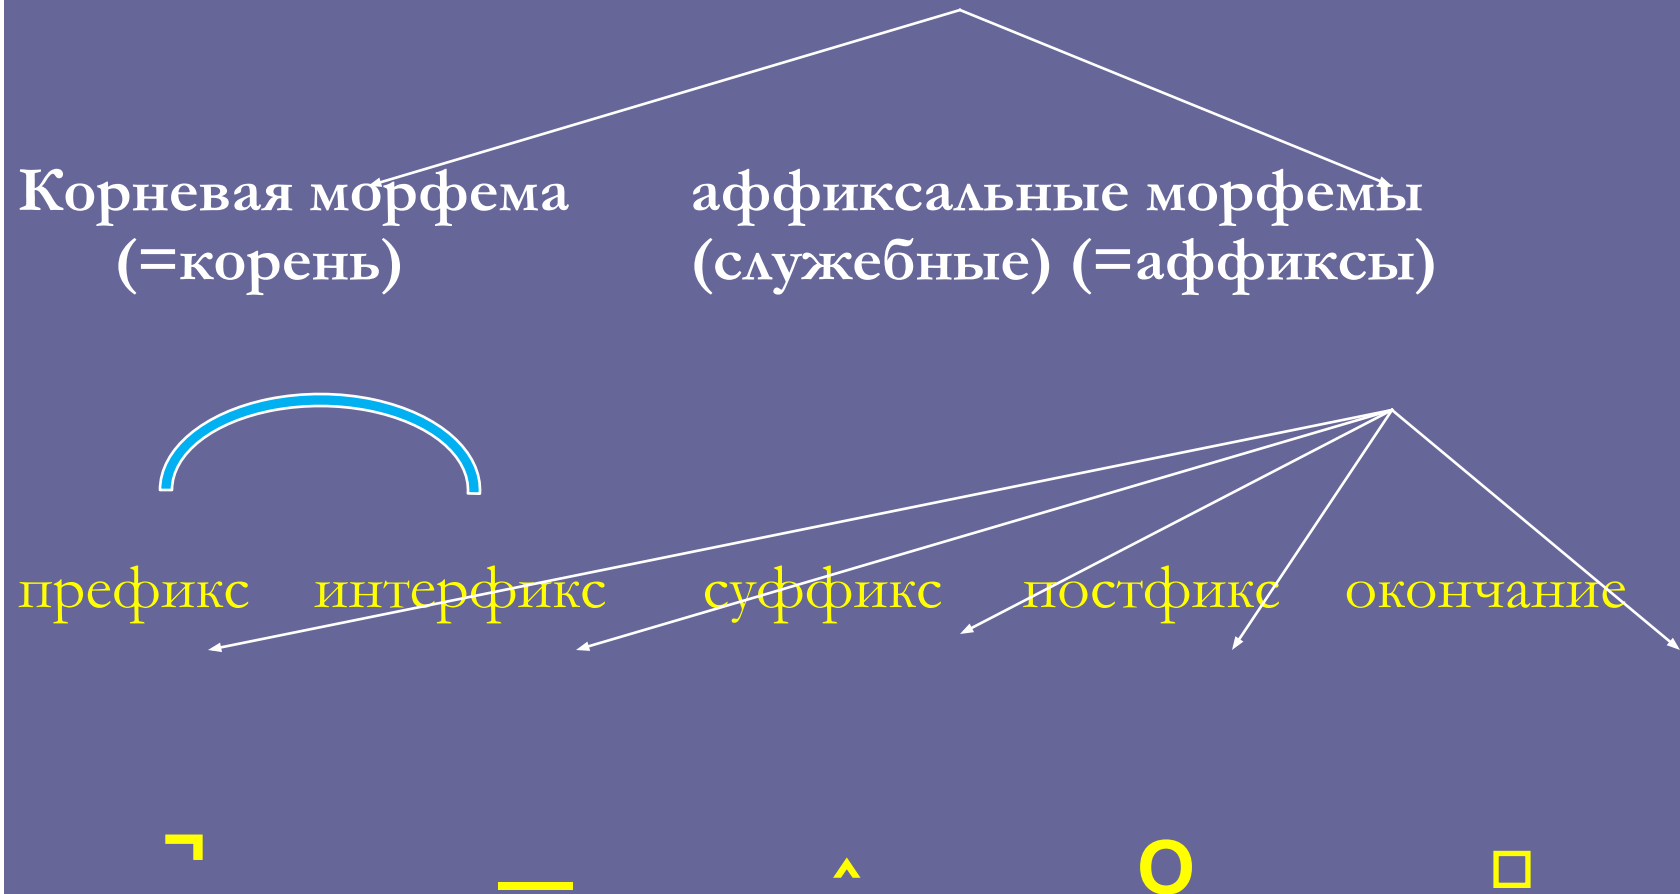 Корневая морфема аффиксальные морфемы
(=корень) (служебные) (=аффиксы)
префикс интерфикс суффикс постфикс окончание
¬ _ ^ О □